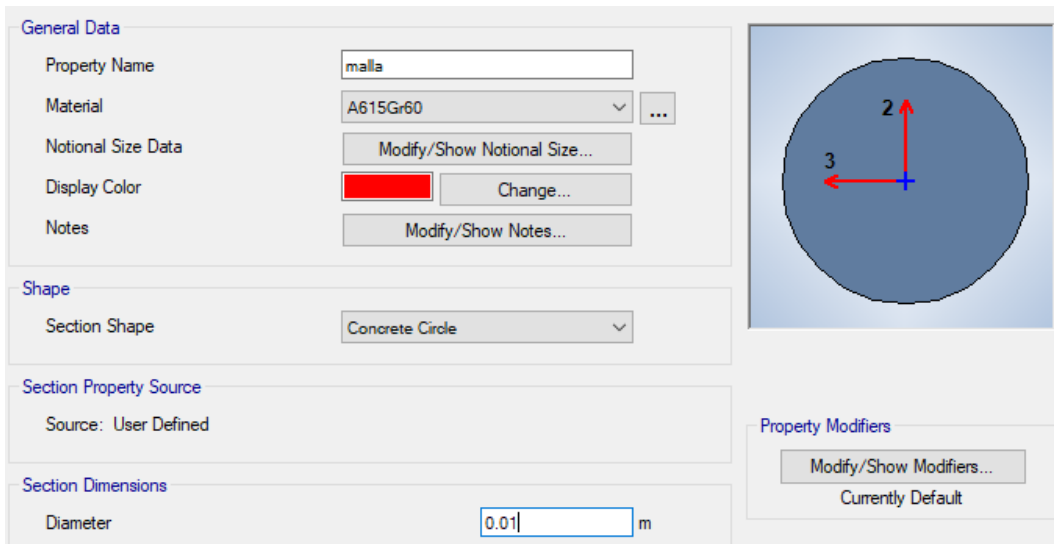 General Data
Property Name malla
Material A615Gr60 ...
Notional Size Data Modify/Show Notional Size...
Display Color Change...
Notes Modify/Show Notes...
Shape
Section Shape Concrete Circle
Section Property Source
Source: User Defined
Section Dimensions
Diameter 0.01 m
2
3
Property Modifiers
Modify/Show Modifiers...
Currently Default